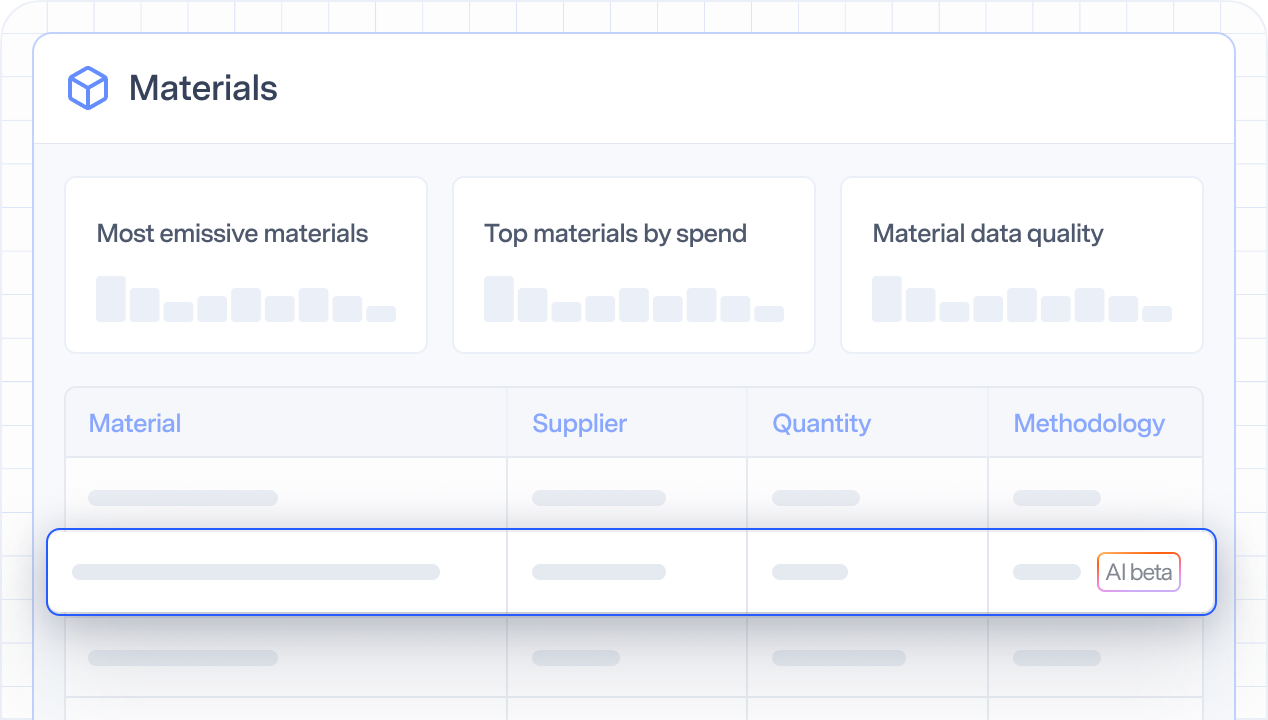 Materials
Most emissive materials
Top materials by spend
Material data quality
Material
Supplier
Quantity
Methodology
AI beta